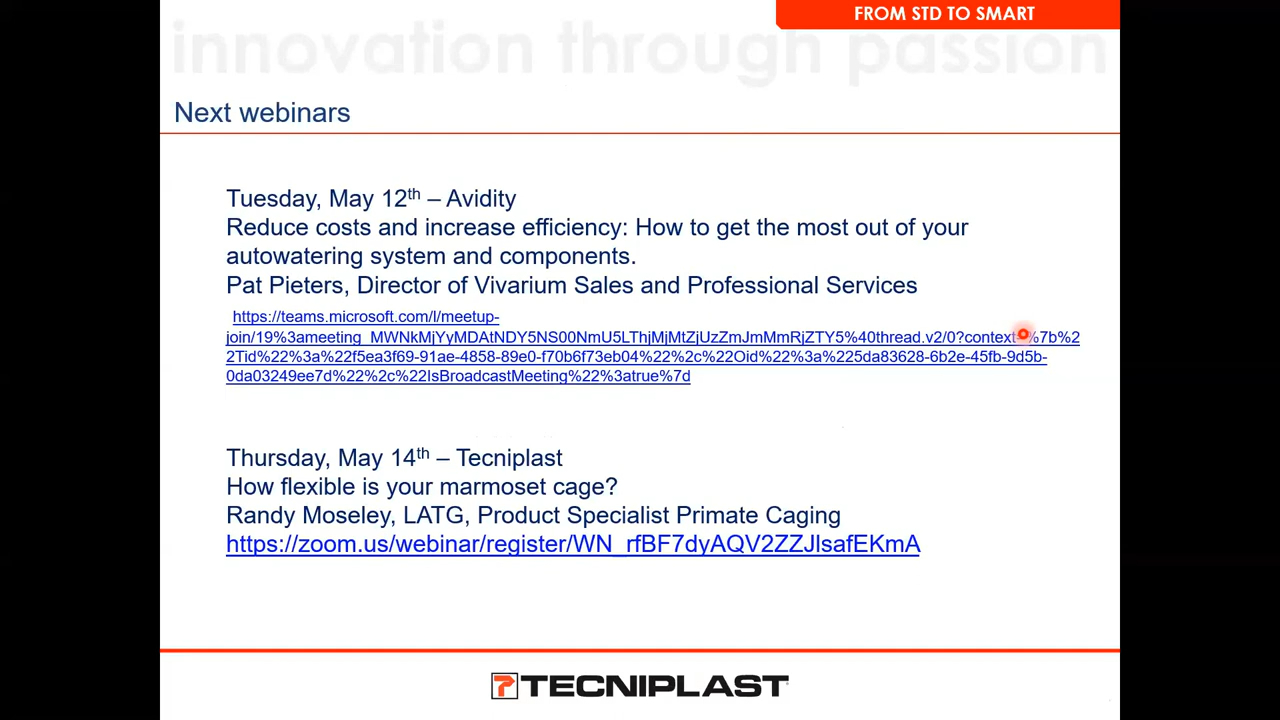 FROM STD TO SMART
innovation through passion
Next webinars
Tuesday, May 12th – Avidity
Reduce costs and increase efficiency: How to get the most out of your
autowatering system and components.
Pat Pieters, Director of Vivarium Sales and Professional Services
https://teams.microsoft.com/l/meetup-
join/19%3ameeting_MWNkMjYyMDAtNDY5NS00NmU5LThjMjMtZjUzZmJmMmRjZTY5%40thread.v2/0?context=%7b%2
2Tid%22%3a%22f5ea3f69-91ae-4858-89e0-f70b6f73eb04%22%2c%22Oid%22%3a%225da83628-6b2e-45fb-9d5b-
0da03249ee7d%22%2c%22IsBroadcastMeeting%22%3atrue%7d
Thursday, May 14th – Tecniplast
How flexible is your marmoset cage?
Randy Moseley, LATG, Product Specialist Primate Caging
https://zoom.us/webinar/register/WN_rfBF7dyAQV2ZZJlsafEKmA
TECNIPLAST